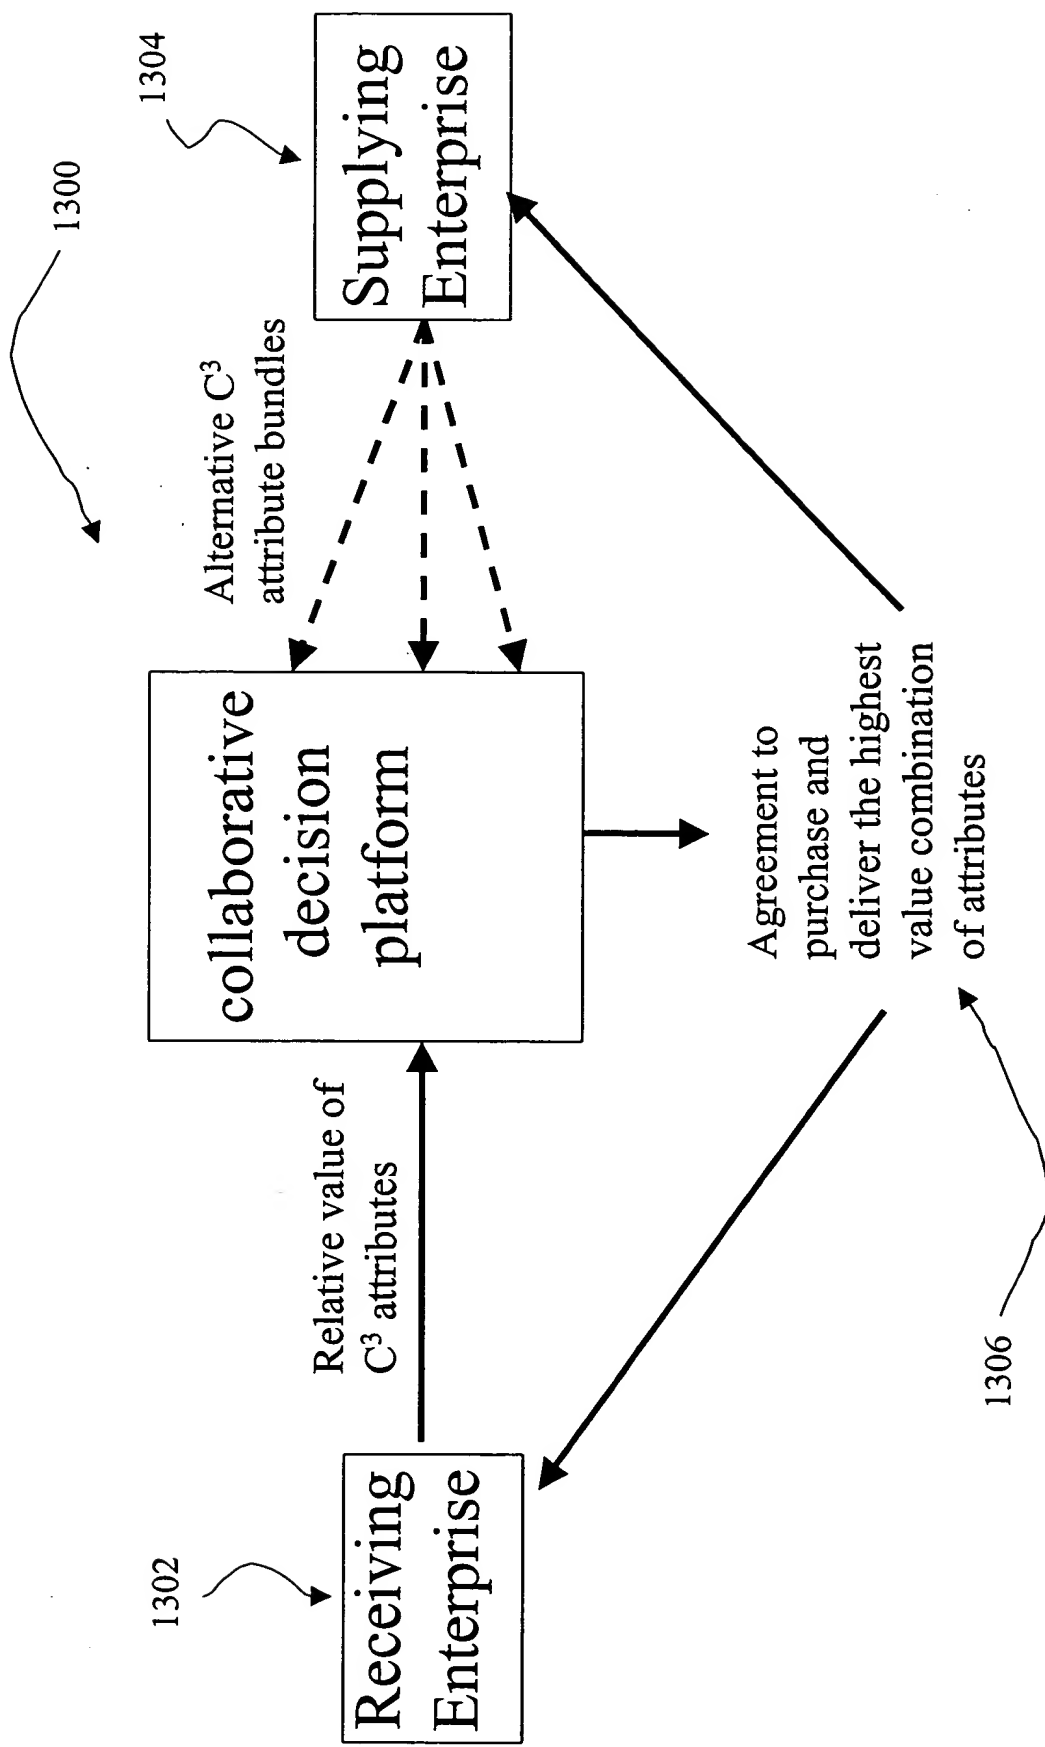 1300
1304
1302
Supplying
Enterprise
Alternative C³
attribute bundles
collaborative
decision
platform
Relative value of
C³ attributes
Receiving
Enterprise
Agreement to
purchase and
deliver the highest
value combination
of attributes
1306